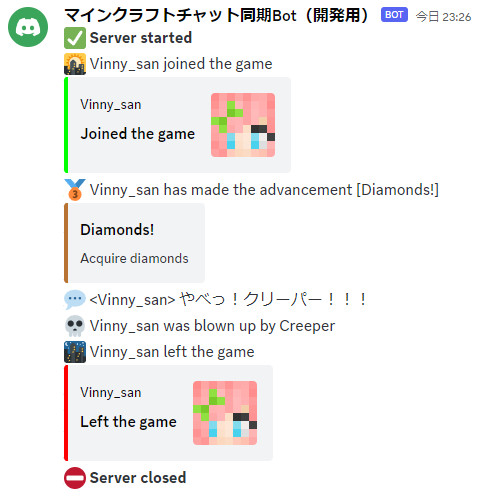 マインクラフトチャット同期Bot（開発用） BOT 今日 23:26
Server started
Vinny_san joined the game
Vinny_san
Joined the game
3 Vinny_san has made the advancement [Diamonds!]
Diamonds!
Acquire diamonds
<Vinny_san> やべっ！クリーパー！！！
Vinny_san was blown up by Creeper
Vinny_san left the game
Vinny_san
Left the game
Server closed